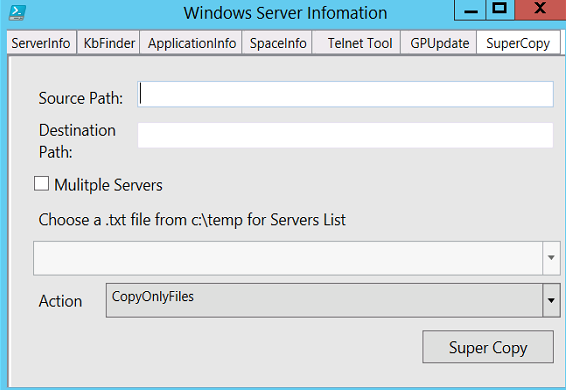 Windows Server Infomation
ServerInfo KbFinder ApplicationInfo SpaceInfo Telnet Tool GPUpdate SuperCopy
Source Path:
Destination
Path:
Mulitple Servers
Choose a .txt file from c:\temp for Servers List
Action CopyOnlyFiles
Super Copy